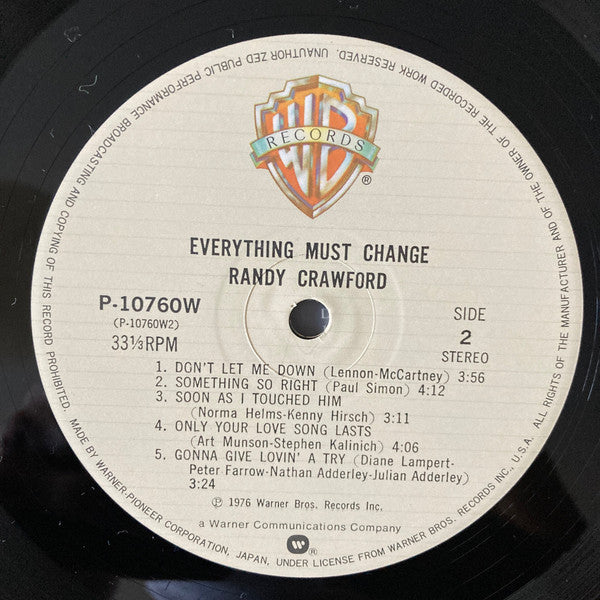 WB
RECORDS
®
EVERYTHING MUST CHANGE
RANDY CRAWFORD
P-10760W
(P-10760W2)
33⅓RPM
SIDE
2
STEREO
1. DON'T LET ME DOWN (Lennon-McCartney) 3:56
2. SOMETHING SO RIGHT (Paul Simon) 4:12
3. SOON AS I TOUCHED HIM
(Norma Helms-Kenny Hirsch) 3:11
4. ONLY YOUR LOVE SONG LASTS
(Art Munson-Stephen Kalinich) 4:06
5. GONNA GIVE LOVIN' A TRY (Diane Lampert-
Peter Farrow-Nathan Adderley-Julian Adderley)
3:24
Ⓟ 1976 Warner Bros. Records Inc.
a Warner Communications Company
®
MADE BY WARNER-PIONEER CORPORATION, JAPAN, UNDER LICENSE FROM WARNER BROS. RECORDS INC., U.S.A. ALL RIGHTS OF THE MANUFACTURER AND OF THE OWNER OF THE RECORDED WORK RESERVED. UNAUTHORIZED PUBLIC PERFORMANCE BROADCASTING AND COPYING OF THIS RECORD PROHIBITED.